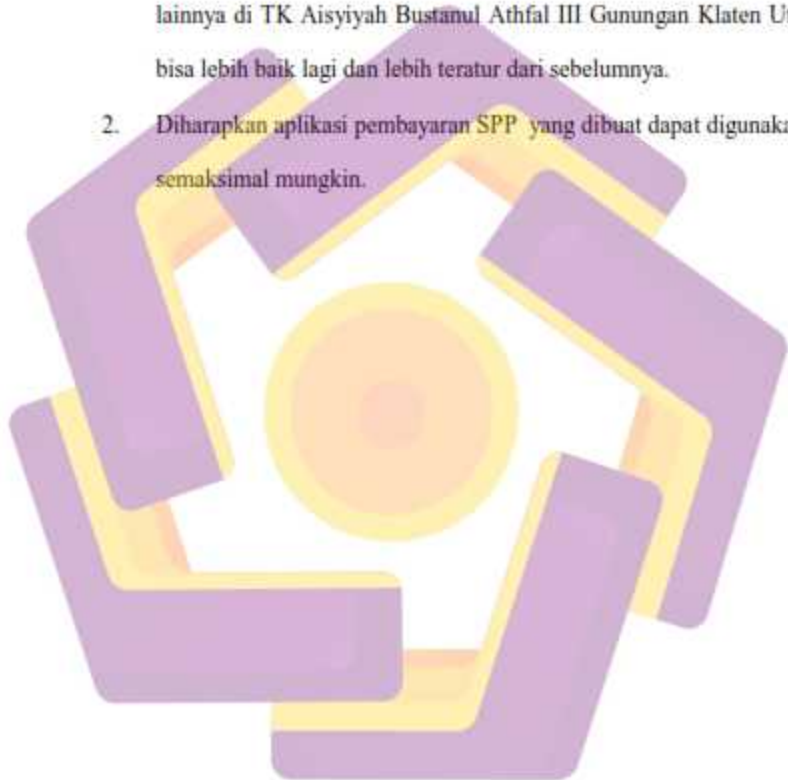 lainnya di TK Aisyiyah Bustanul Athfal III Gunungan Klaten
bisa lebih baik lagi dan lebih teratur dari sebelumnya.
2. Diharapkan aplikasi pembayaran SPP yang dibuat dapat
semaksimal mungkin.